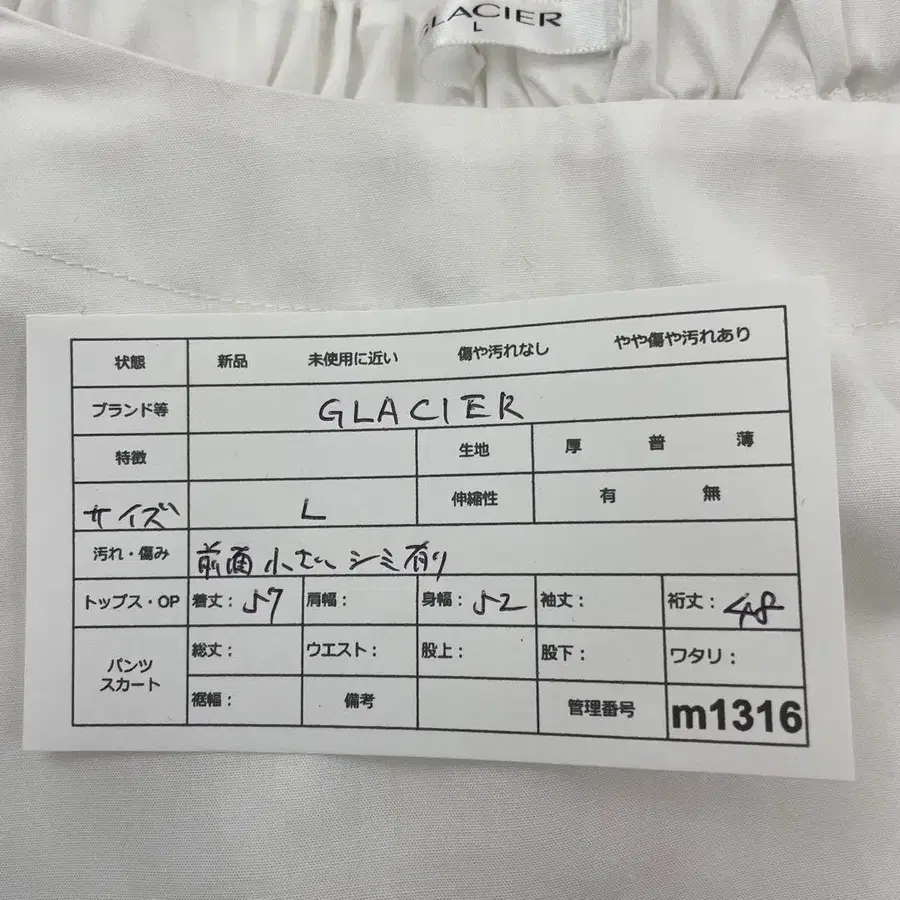 GLACIER
L
状態 新品 未使用に近い 傷や汚れなし やや傷や汚れあり
ブランド等 GLACIER
特徴 生地 厚 普 薄
サイズ L 伸縮性 有 無
汚れ・傷み 前面小さいシミ有り
トップス・OP 着丈: 57 肩幅: 身幅: 52 袖丈: 裄丈: 48
パンツ スカート 総丈: ウエスト: 股上: 股下: ワタリ:
裾幅: 備考 管理番号 m1316